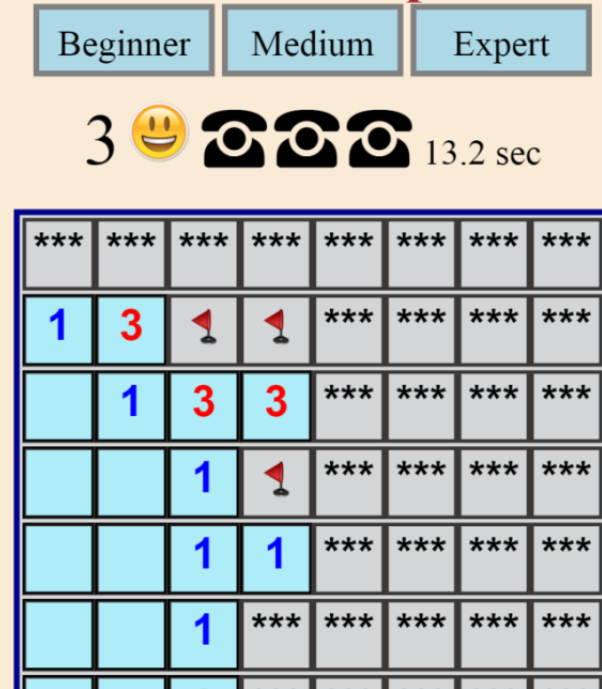 Beginner Medium Expert
3 13.2 sec
*** *** *** *** *** *** *** ***
1 3 *** *** *** ***
1 3 3 *** *** *** ***
1 *** *** *** ***
1 1 *** *** *** ***
1 *** *** *** *** ***